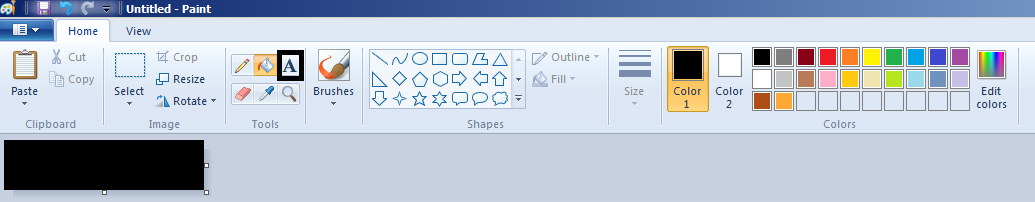 Untitled - Paint
Home View
Paste
Cut
Copy
Clipboard
Select
Crop
Resize
Rotate
Image
A
Tools
Brushes
Outline
Fill
Shapes
Size
Color
1
Color
2
Edit
colors
Colors